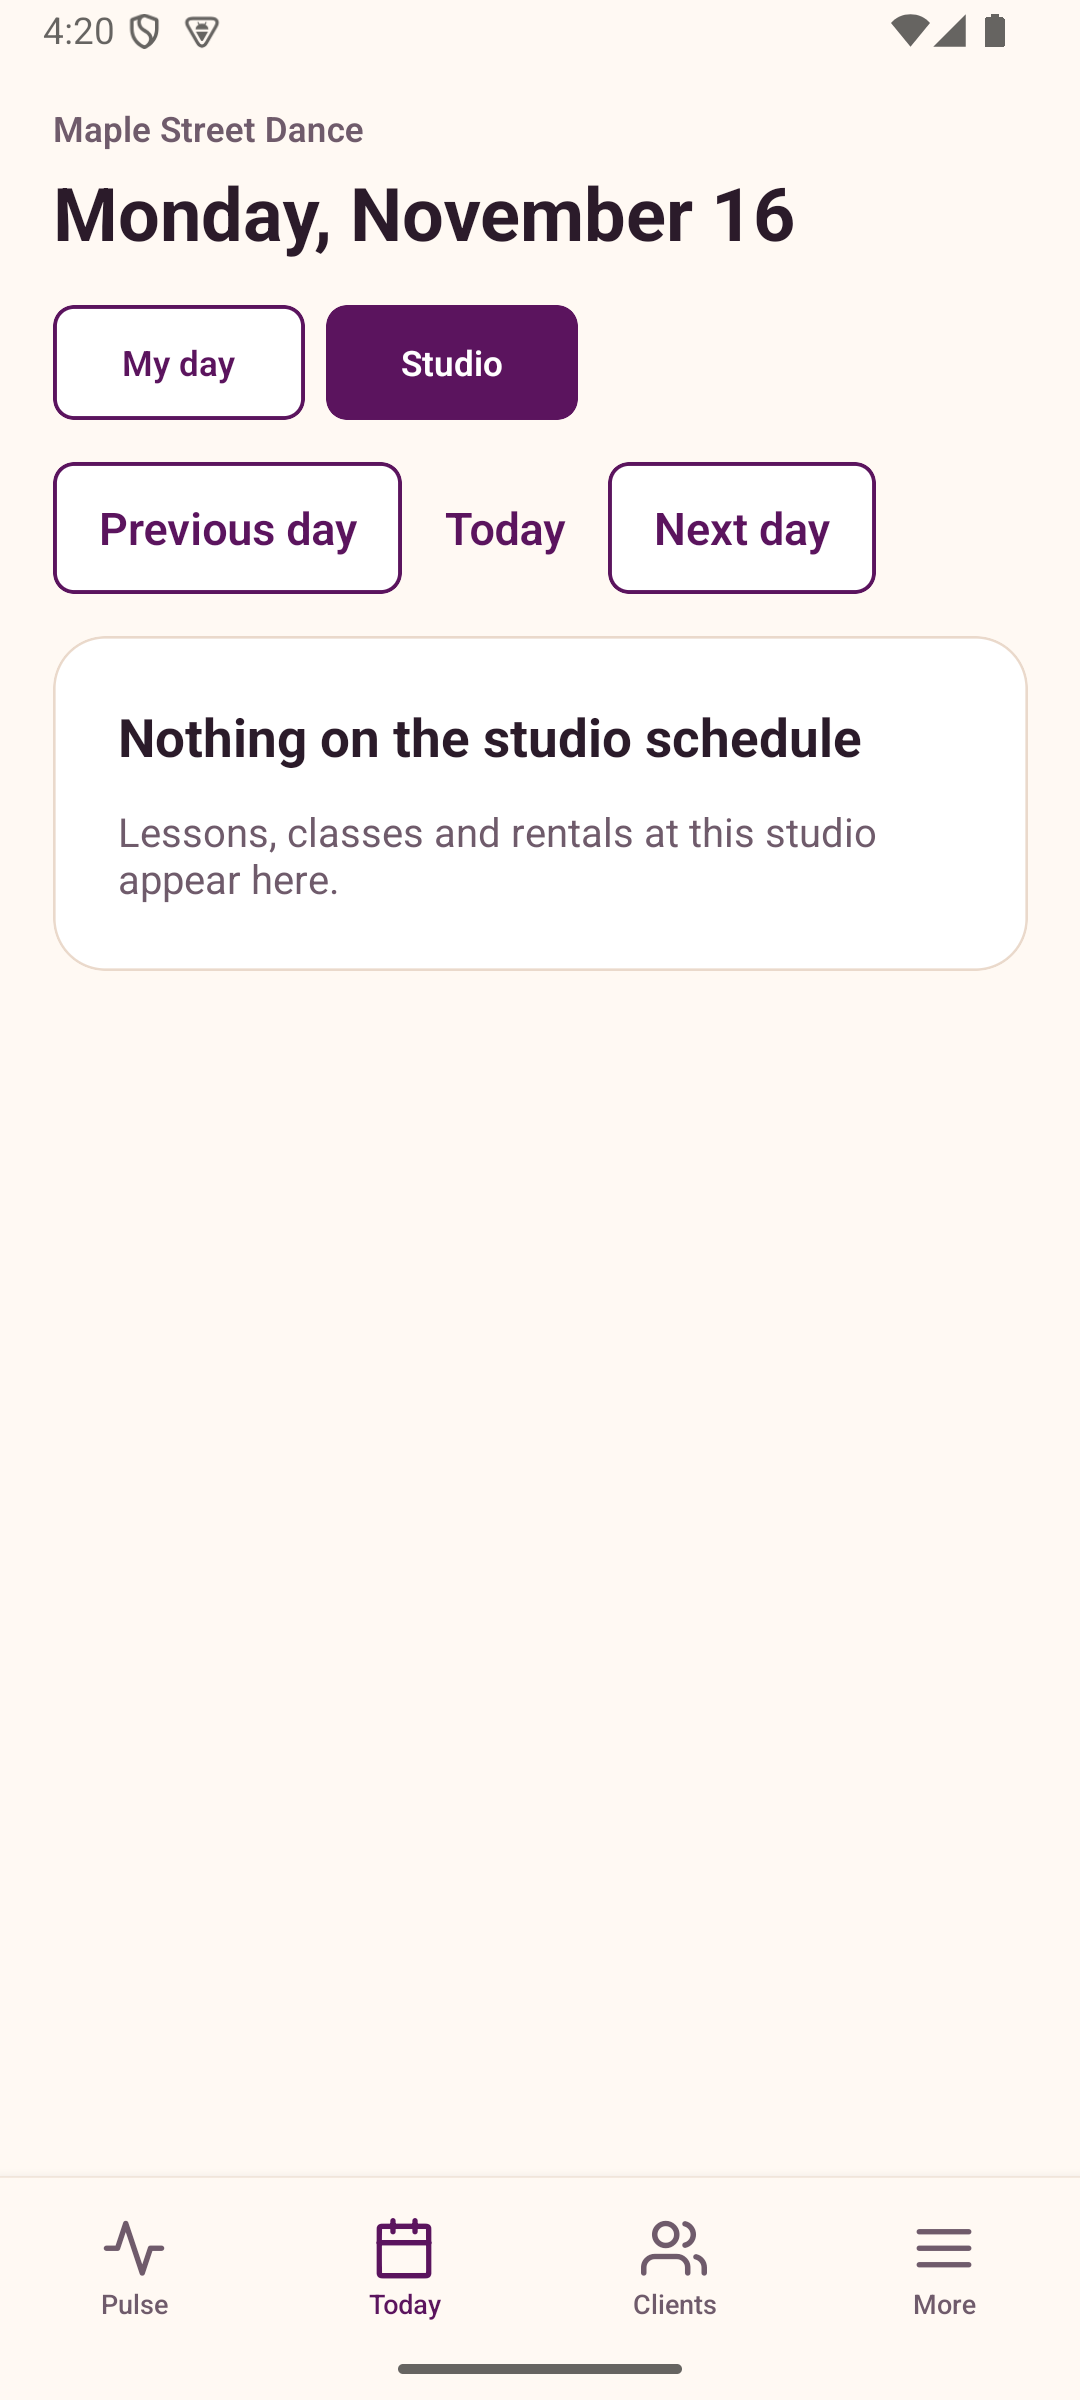 4:20
Maple Street Dance
Monday, November 16
My day
Studio
Previous day
Today
Next day
Nothing on the studio schedule
Lessons, classes and rentals at this studio
appear here.
Pulse
Today
Clients
More